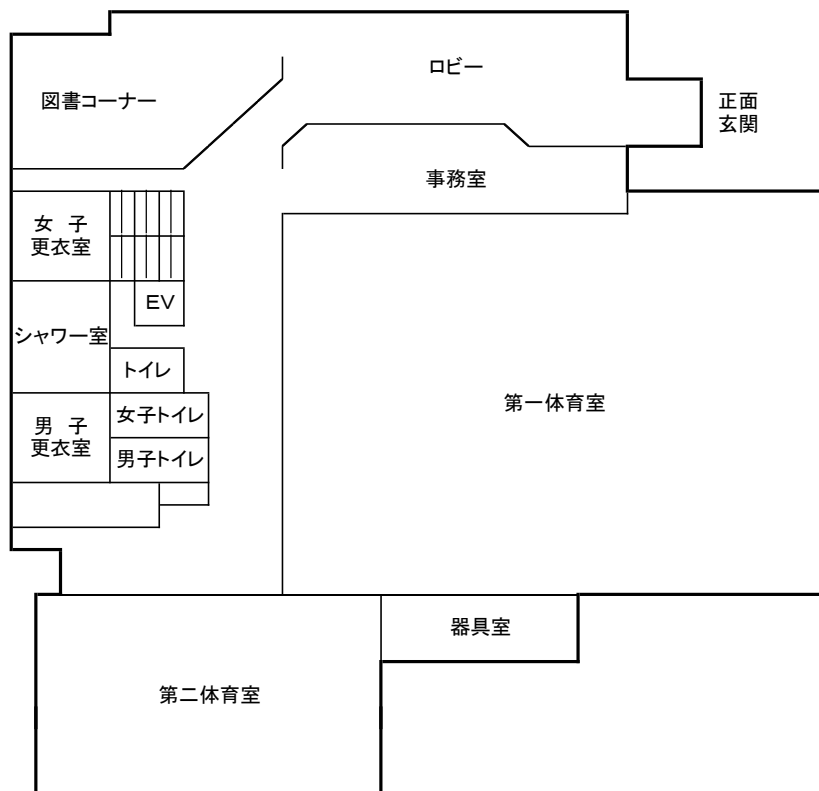 ロビー
図書コーナー
正面
玄関
事務室
女 子
更衣室
EV
シャワー室
トイレ
第一体育室
女子トイレ
男 子
更衣室
男子トイレ
器具室
第二体育室